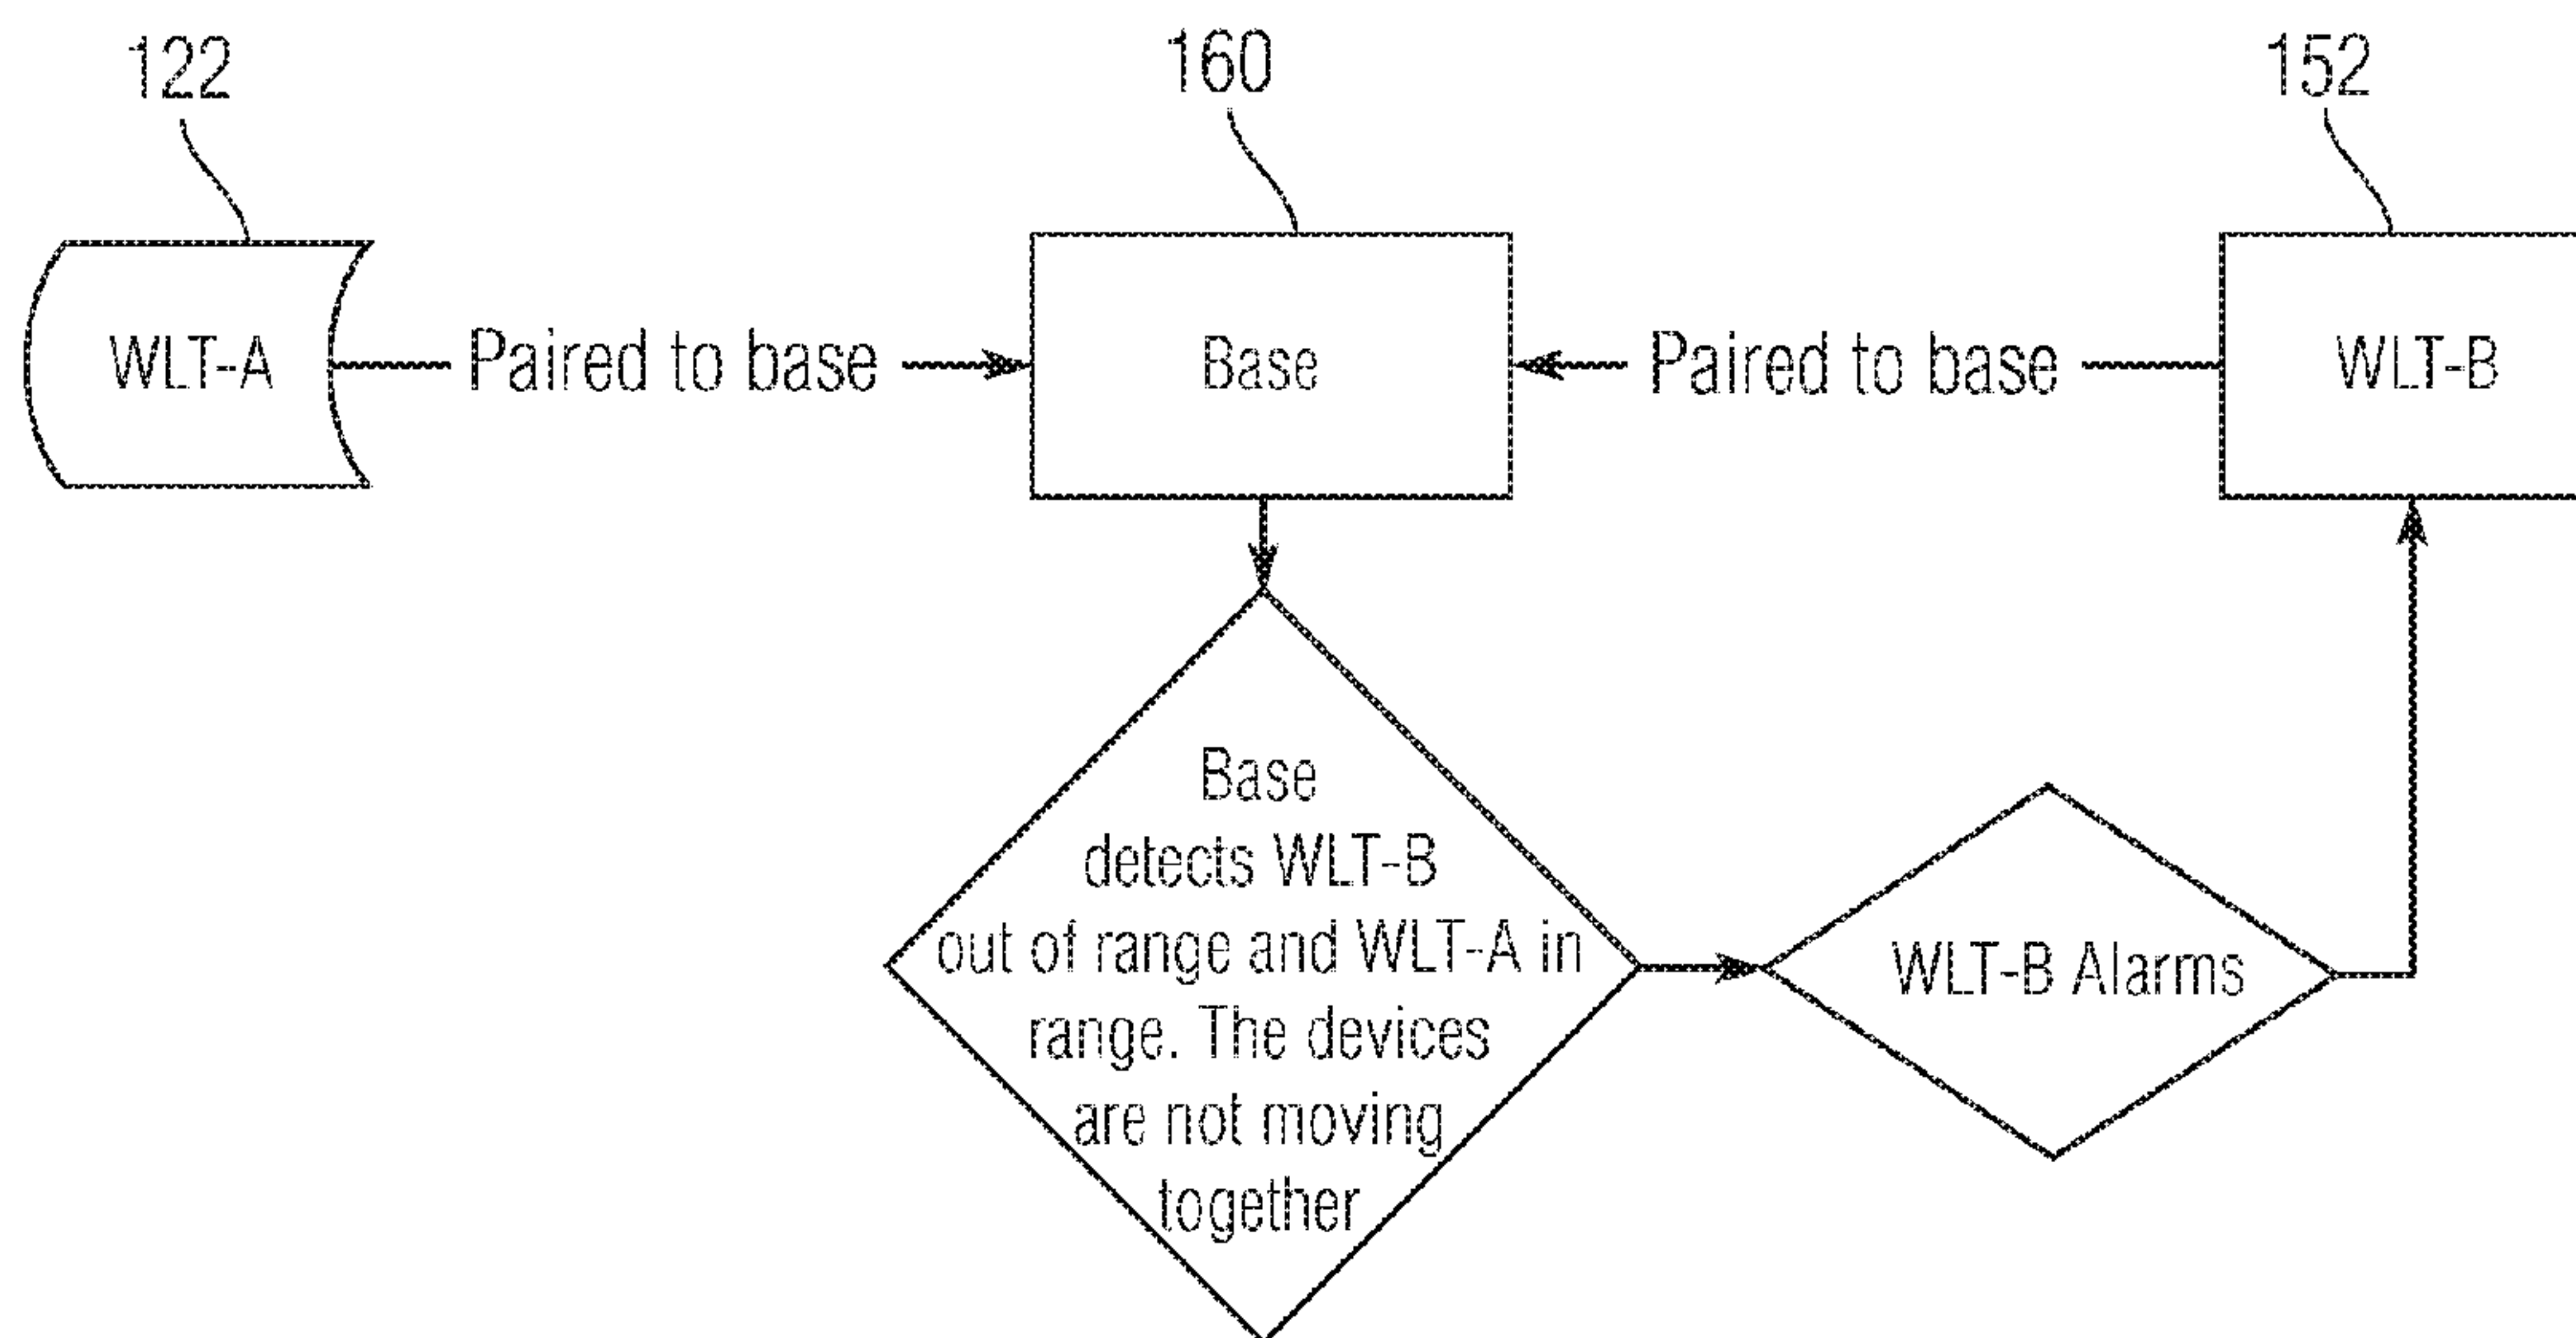 122
160
152
WLT-A
Paired to base
Base
Paired to base
WLT-B
Base
detects WLT-B
out of range and WLT-A in
range. The devices
are not moving
together
WLT-B Alarms